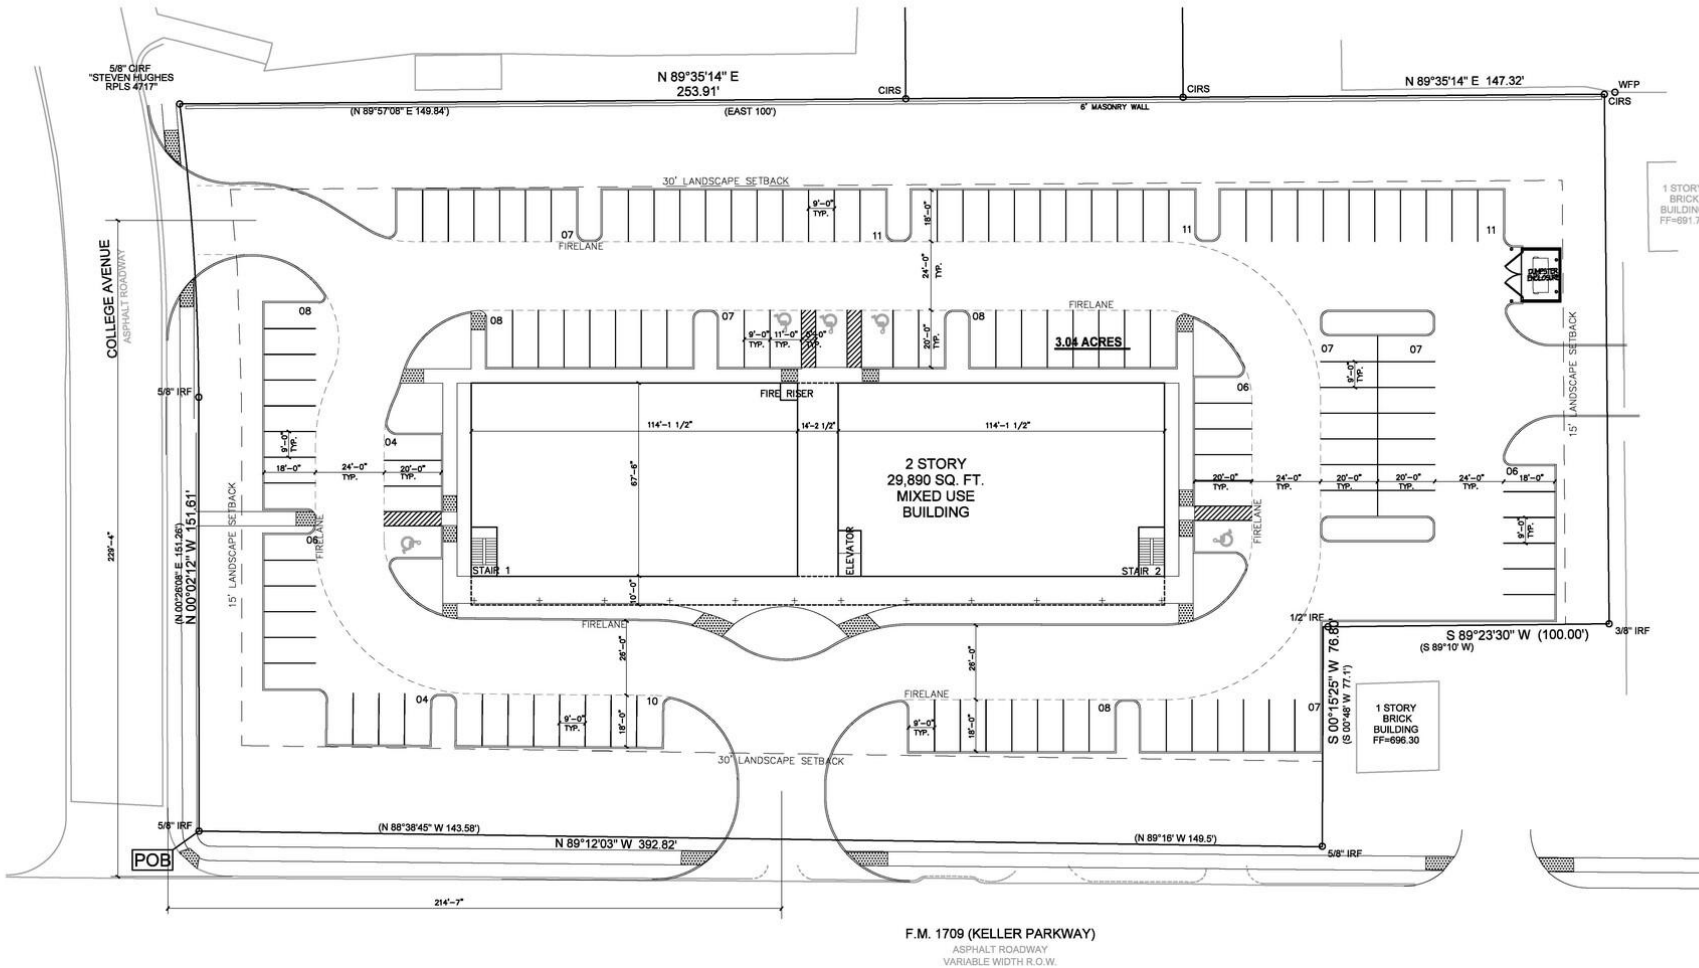 5/8" CIRF
"STEVEN HUGHES
RPLS 4717"
N 89°35'14" E
253.91'
CIRS
CIRS
N 89°35'14" E 147.32'
WFP
CIRS
(N 89°57'08" E 149.84')
(EAST 100')
6' MASONRY WALL
30' LANDSCAPE SETBACK
1 STORY
BRICK
9'-0"
TYP.
18'-0"
07
11
11
11
FIRELANE
24'-0"
TYP.
DUMPSTER
ENCLOSURE
COLLEGE AVENUE
ASPHALT ROADWAY
08
08
07
08
FIRELANE
9'-0"
TYP.
11'-0"
TYP.
TYP.
20'-0"
TYP.
3.04 ACRES
07
07
9'-0"
TYP.
15' LANDSCAPE SETBACK
5/8" IRF
FIRE RISER
06
114'-1 1/2"
14'-2 1/2"
114'-1 1/2"
67'-6"
04
9'-0"
TYP.
18'-0"
24'-0"
TYP.
20'-0"
TYP.
2 STORY
29,890 SQ. FT.
MIXED USE
BUILDING
20'-0"
TYP.
24'-0"
TYP.
20'-0"
TYP.
20'-0"
TYP.
24'-0"
TYP.
18'-0"
06
9'-0"
TYP.
229'-4"
(N 00°26'08" E 151.26')
N 00°02'12" W 151.61'
15' LANDSCAPE SETBACK
06
FIRELANE
FIRELANE
STAIR 1
ELEVATOR
STAIR 2
10'-0"
FIRELANE
26'-0"
26'-0"
1/2" IRF
S 89°23'30" W (100.00')
(S 89°10' W)
3/8" IRF
FIRELANE
04
10
08
07
9'-0"
TYP.
18'-0"
9'-0"
TYP.
18'-0"
S 00°15'25" W 76.80'
(S 00°48' W 77.1')
1 STORY
BRICK
BUILDING
FF=696.30
30' LANDSCAPE SETBACK
5/8" IRF
(N 88°38'45" W 143.58')
N 89°12'03" W 392.82'
(N 89°16' W 149.5')
5/8" IRF
POB
214'-7"
F.M. 1709 (KELLER PARKWAY)
ASPHALT ROADWAY
VARIABLE WIDTH R.O.W.